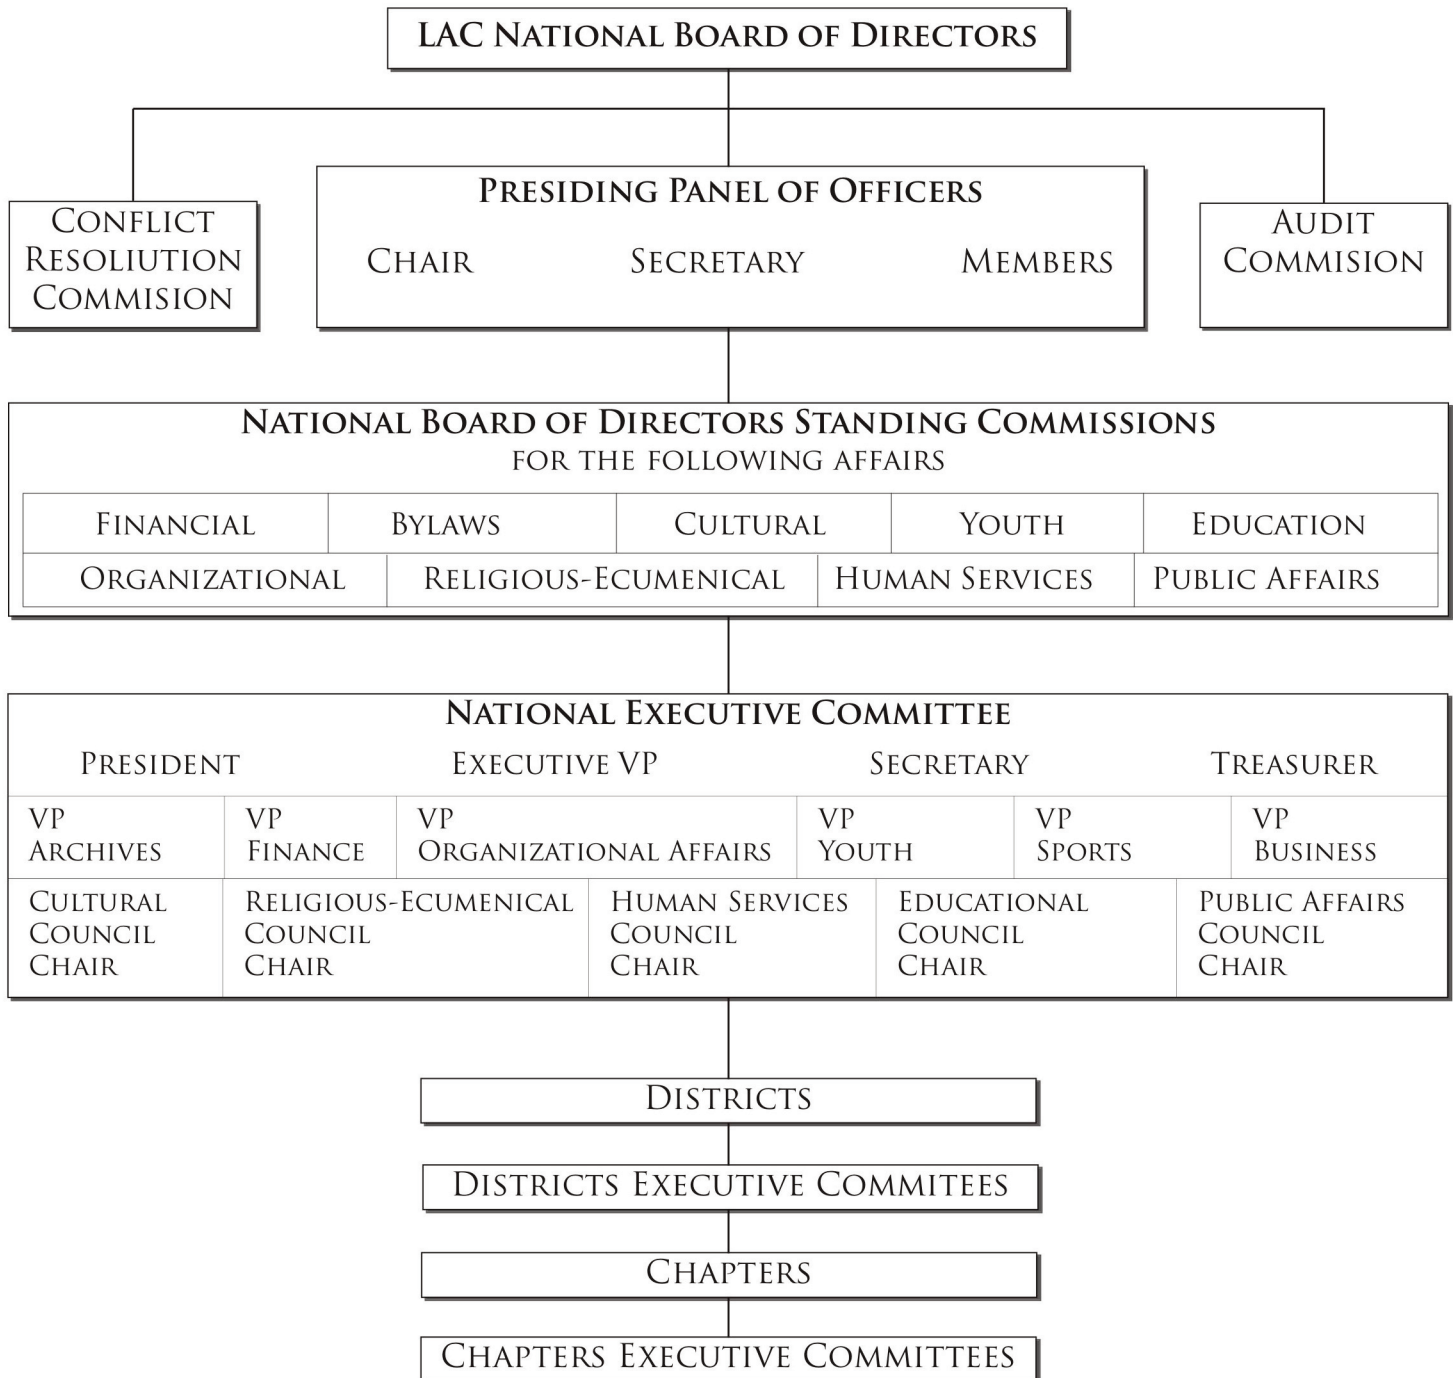 LAC NATIONAL BOARD OF DIRECTORS
CONFLICT
RESOLIUTION
COMMISION
PRESIDING PANEL OF OFFICERS
CHAIR SECRETARY MEMBERS
AUDIT
COMMISION
NATIONAL BOARD OF DIRECTORS STANDING COMMISSIONS
FOR THE FOLLOWING AFFAIRS
FINANCIAL BYLAWS CULTURAL YOUTH EDUCATION
ORGANIZATIONAL RELIGIOUS-ECUMENICAL HUMAN SERVICES PUBLIC AFFAIRS
NATIONAL EXECUTIVE COMMITTEE
PRESIDENT EXECUTIVE VP SECRETARY TREASURER
VP
ARCHIVES
VP
FINANCE
VP
ORGANIZATIONAL AFFAIRS
VP
YOUTH
VP
SPORTS
VP
BUSINESS
CULTURAL
COUNCIL
CHAIR
RELIGIOUS-ECUMENICAL
COUNCIL
CHAIR
HUMAN SERVICES
COUNCIL
CHAIR
EDUCATIONAL
COUNCIL
CHAIR
PUBLIC AFFAIRS
COUNCIL
CHAIR
DISTRICTS
DISTRICTS EXECUTIVE COMMITEES
CHAPTERS
CHAPTERS EXECUTIVE COMMITTEES